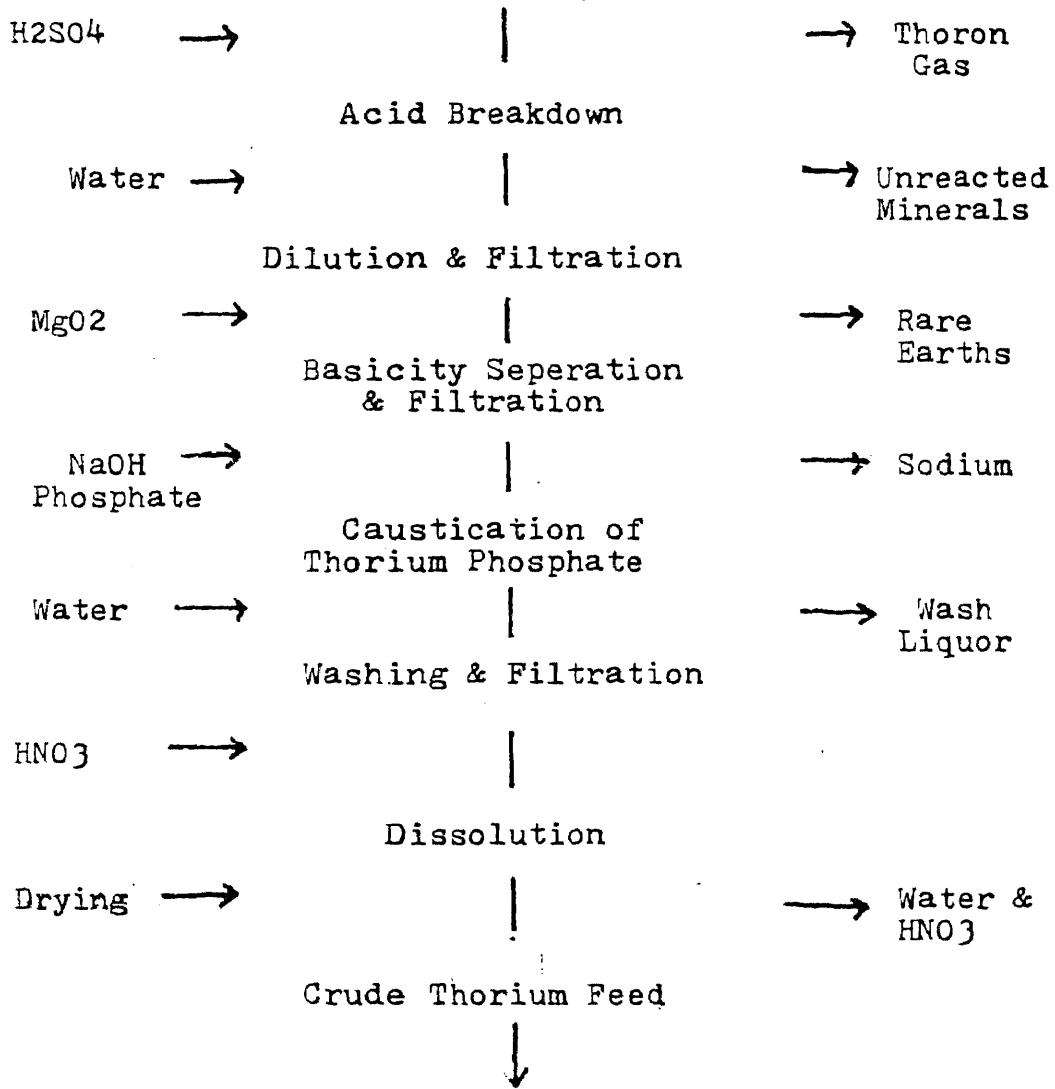 H2SO4
Thoron
Gas
Acid Breakdown
Water
Unreacted
Minerals
Dilution & Filtration
MgO2
Rare
Earths
Basicity Seperation
& Filtration
NaOH
Phosphate
Sodium
Caustication of
Thorium Phosphate
Water
Wash
Liquor
Washing & Filtration
HNO3
Dissolution
Drying
Water &
HNO3
Crude Thorium Feed